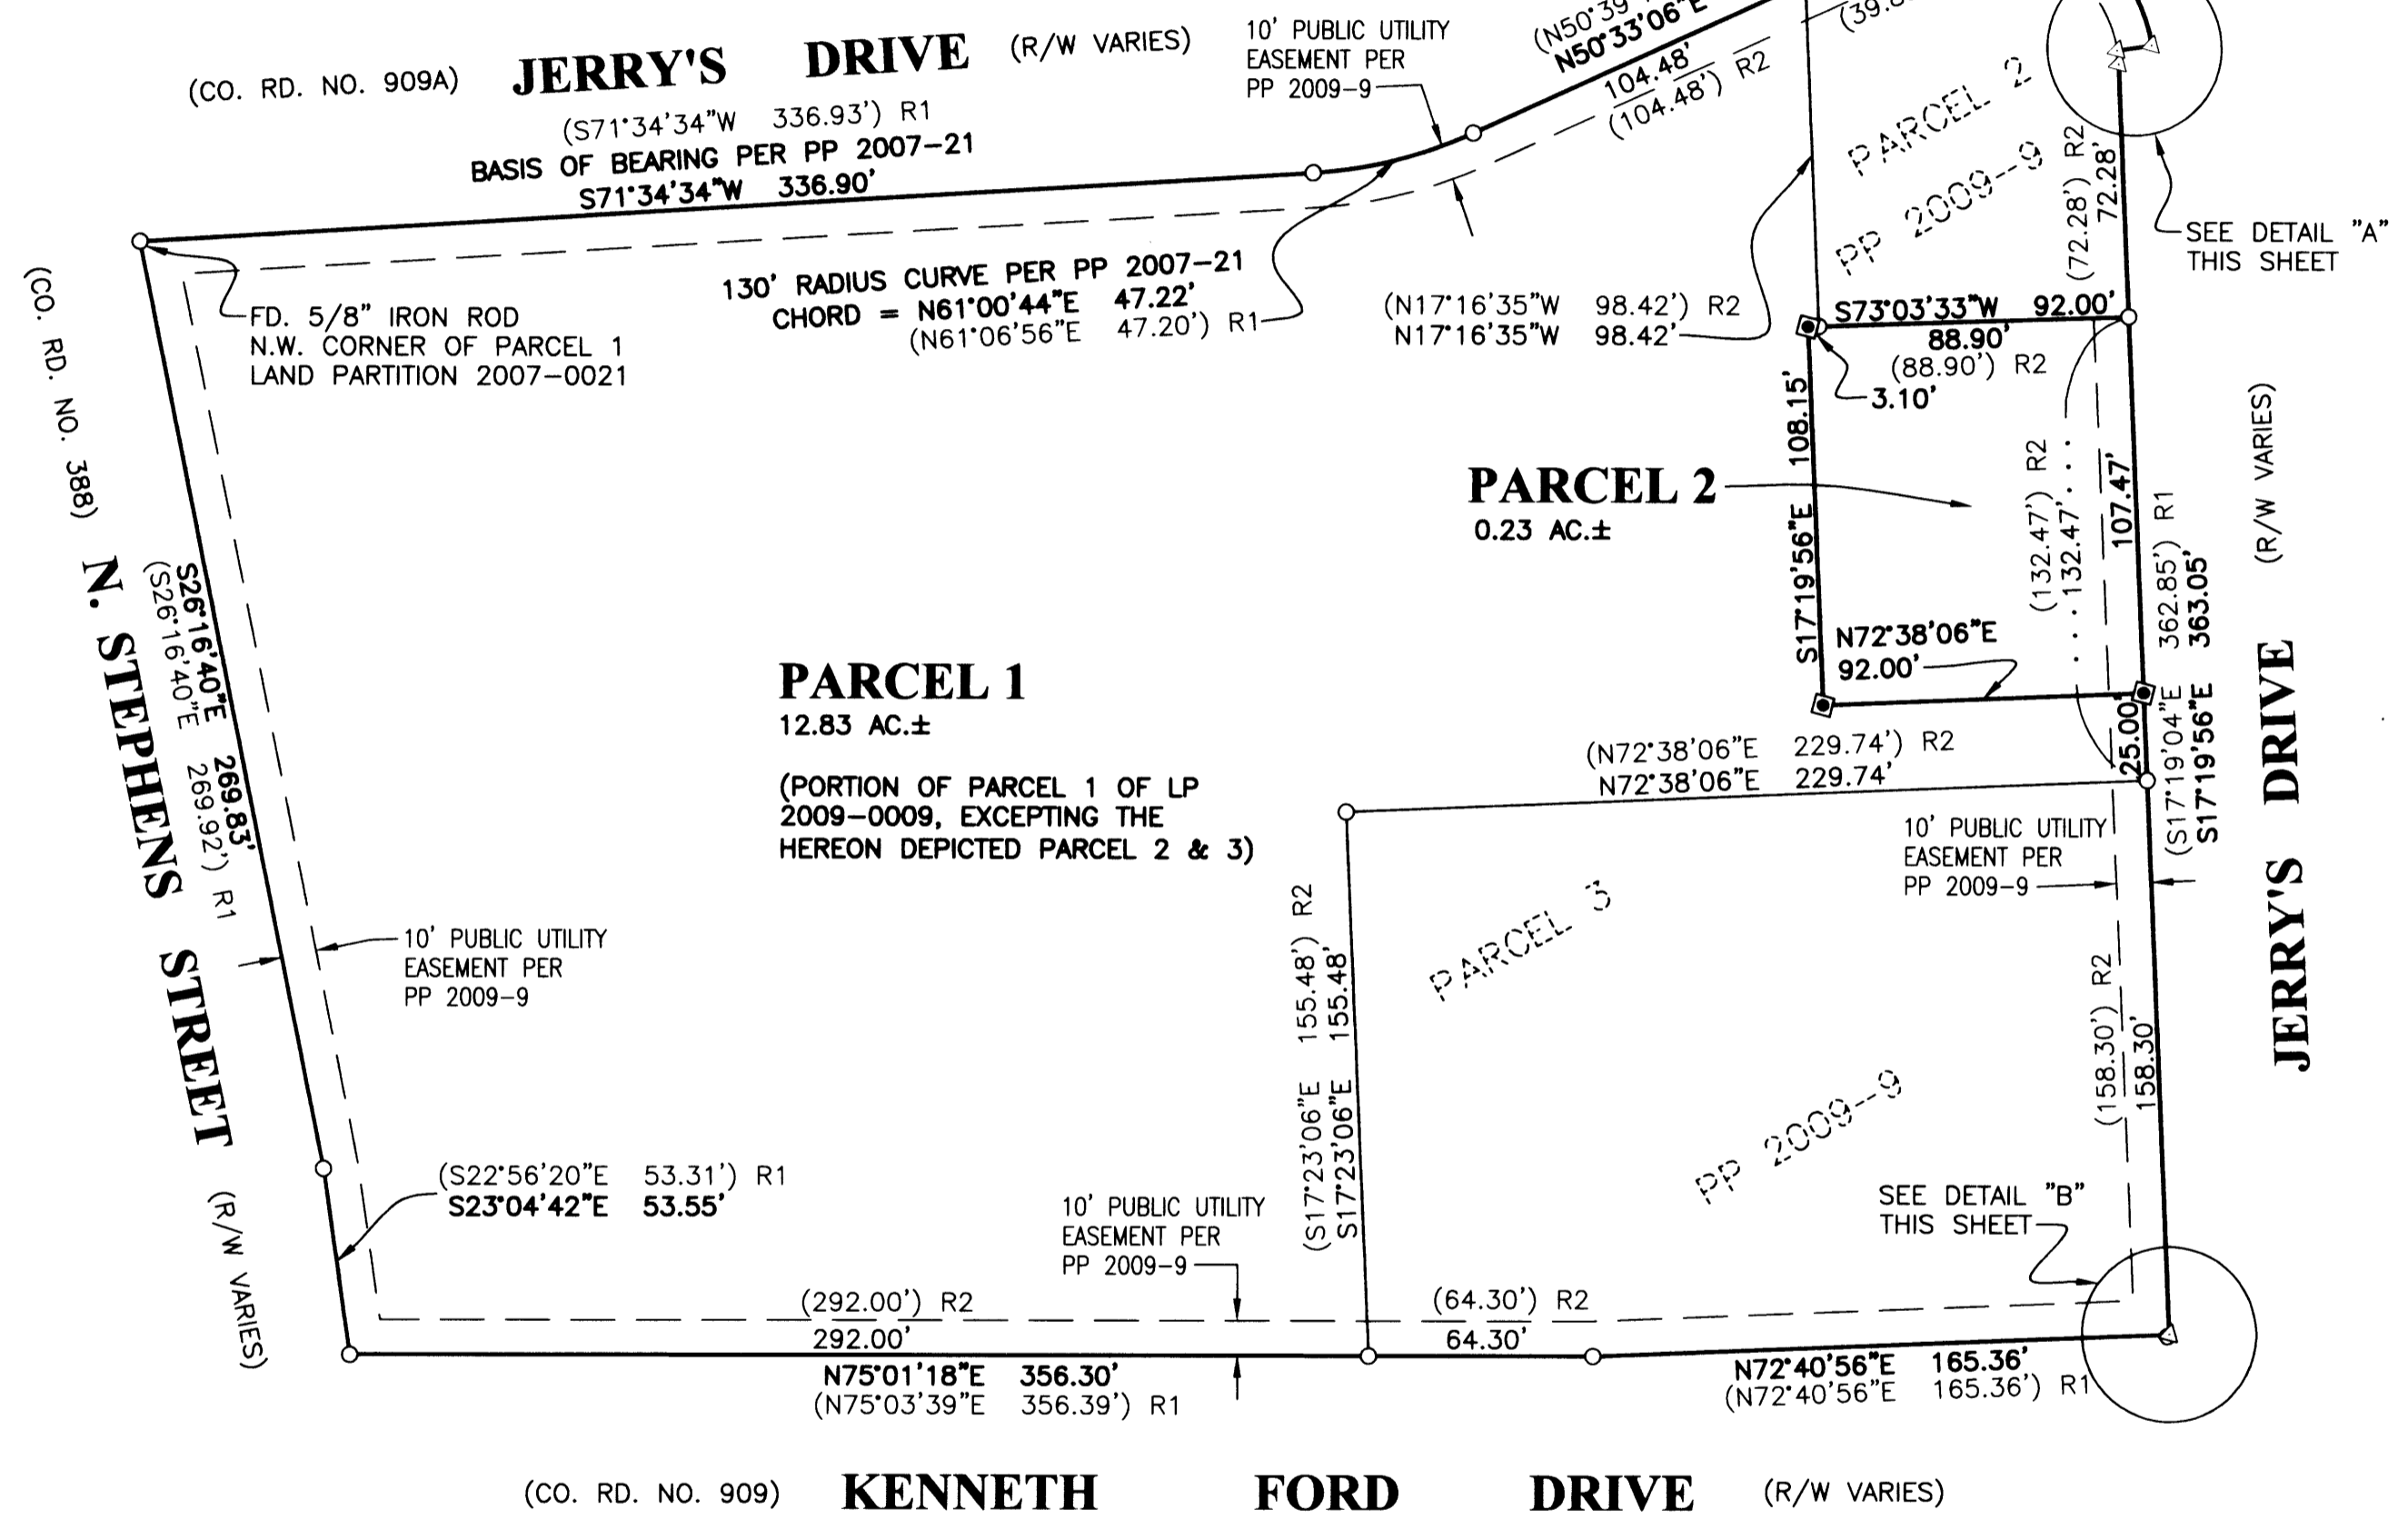 (CO. RD. NO. 909A) JERRY'S DRIVE (R/W VARIES)
(S71°34'34"W 336.93') R1
BASIS OF BEARING PER PP 2007-21
S71°34'34"W 336.90'
10' PUBLIC UTILITY
EASEMENT PER
PP 2009-9
(N50°39'
N50°33'06"E
104.48'
(104.48') R2
(39.8
PARCEL 2
PP 2009--9
(72.28') R2
72.28'
SEE DETAIL "A"
THIS SHEET
FD. 5/8" IRON ROD
N.W. CORNER OF PARCEL 1
LAND PARTITION 2007-0021
130' RADIUS CURVE PER PP 2007-21
CHORD = N61°00'44"E 47.22'
(N61°06'56"E 47.20') R1
(N17°16'35"W 98.42') R2
N17°16'35"W 98.42'
S73°03'33"W 92.00'
88.90'
(88.90') R2
3.10'
(CO. RD. NO. 388) N. STEPHENS STREET (R/W VARIES)
S26°16'40"E 269.83'
(S26°16'40"E 269.92') R1
PARCEL 2
0.23 AC.±
S17°19'56"E 108.15'
(132.47') R2
132.47'
107.47'
(S17°19'04"E 362.85') R1
S17°19'56"E 363.05'
JERRY'S DRIVE (R/W VARIES)
N72°38'06"E
92.00'
25.00'
PARCEL 1
12.83 AC.±
(PORTION OF PARCEL 1 OF LP
2009-0009, EXCEPTING THE
HEREON DEPICTED PARCEL 2 & 3)
(N72°38'06"E 229.74') R2
N72°38'06"E 229.74'
10' PUBLIC UTILITY
EASEMENT PER
PP 2009-9
(S17°23'06"E 155.48') R2
S17°23'06"E 155.48'
PARCEL 3
PP 2009--9
(158.30') R2
158.30'
10' PUBLIC UTILITY
EASEMENT PER
PP 2009-9
(S22°56'20"E 53.31') R1
S23°04'42"E 53.55'
10' PUBLIC UTILITY
EASEMENT PER
PP 2009-9
SEE DETAIL "B"
THIS SHEET
(292.00') R2
292.00'
(64.30') R2
64.30'
N75°01'18"E 356.30'
(N75°03'39"E 356.39') R1
N72°40'56"E 165.36'
(N72°40'56"E 165.36') R1
(CO. RD. NO. 909) KENNETH FORD DRIVE (R/W VARIES)